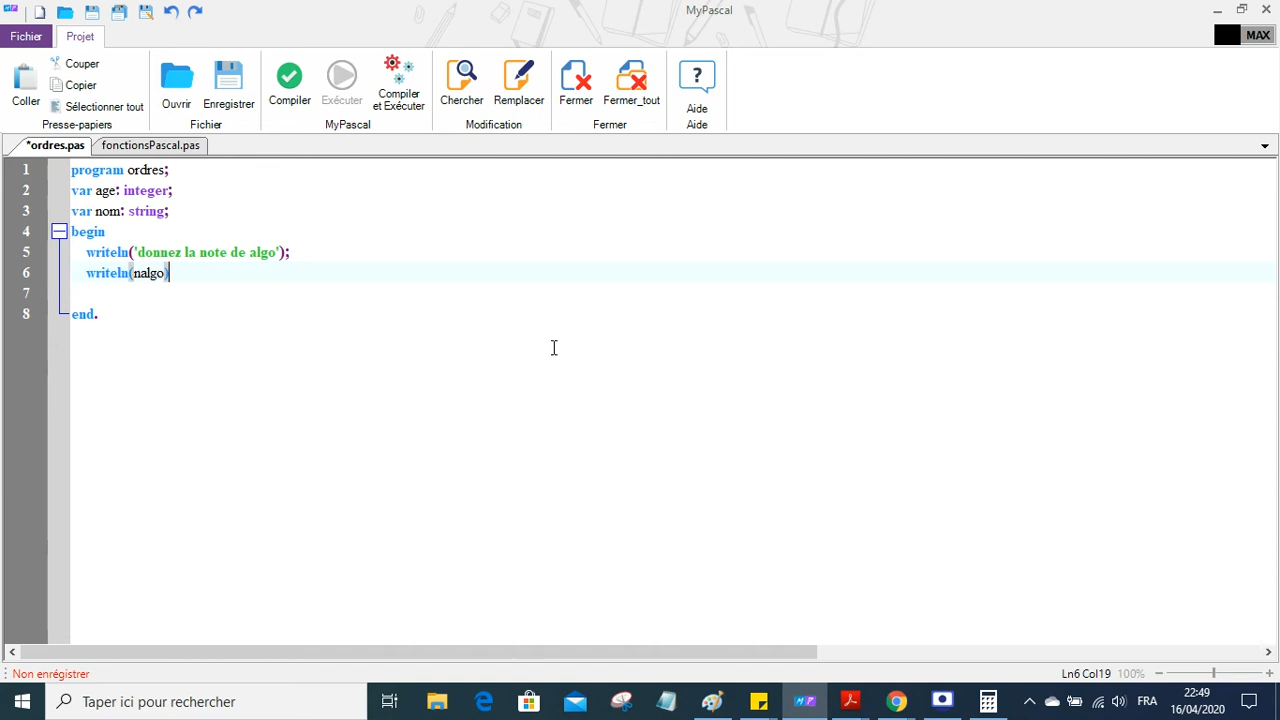 MyPascal
Fichier
Projet
MAX
Coller
Couper
Copier
Sélectionner tout
Presse-papiers
Ouvrir
Enregistrer
Fichier
Compiler
Exécuter
Compiler
et Exécuter
MyPascal
Chercher
Remplacer
Modification
Fermer
Fermer_tout
Fermer
Aide
Aide
*ordres.pas
fonctionsPascal.pas
1 program ordres;
2 var age: integer;
3 var nom: string;
4 begin
5 writeln('donnez la note de algo');
6 writeln(nalgo)
7
8 end.
Non enrégistrer
Ln6 Col19 100%
Taper ici pour rechercher
FRA
22:49
16/04/2020